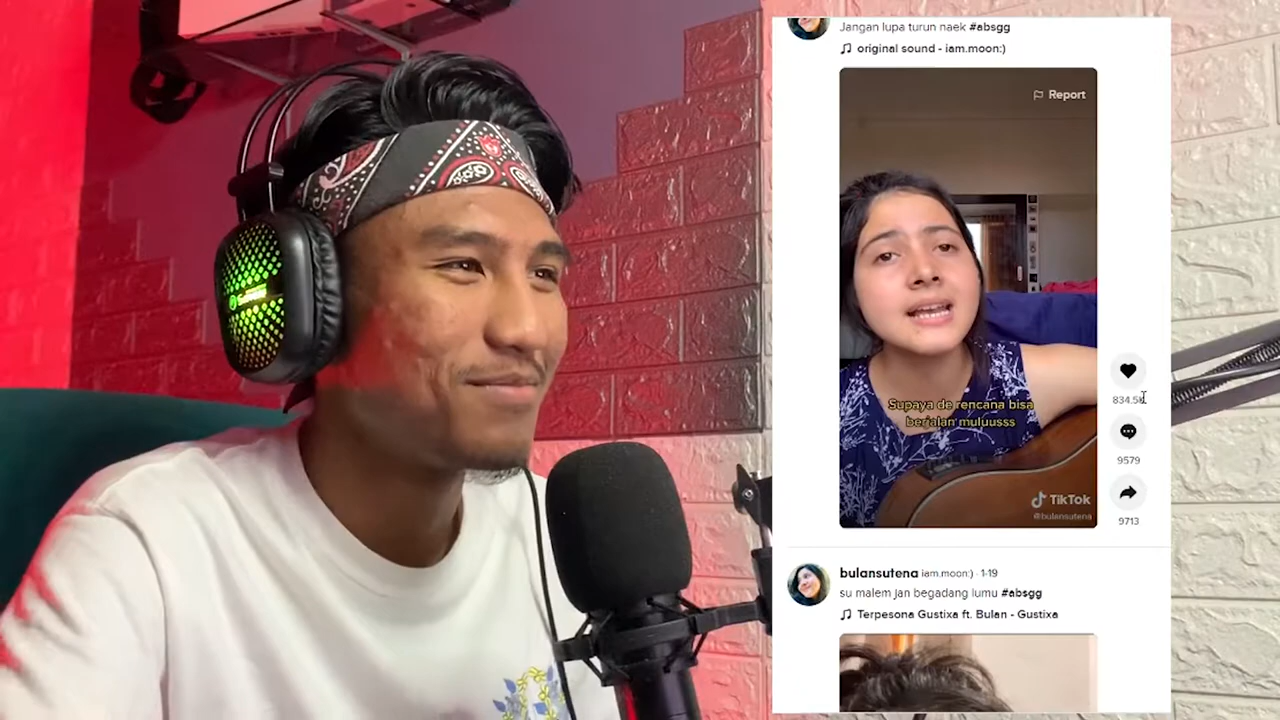 Jangan lupa turun naek #absgg
original sound - iam.moon:)
Report
Supaya de rencana bisa
berjalan muluusss
834.5K
9579
TikTok
@bulansutena
9713
bulansutena iam.moon:) · 1-19
su malem jan begadang lumu #absgg
Terpesona Gustixa ft. Bulan - Gustixa